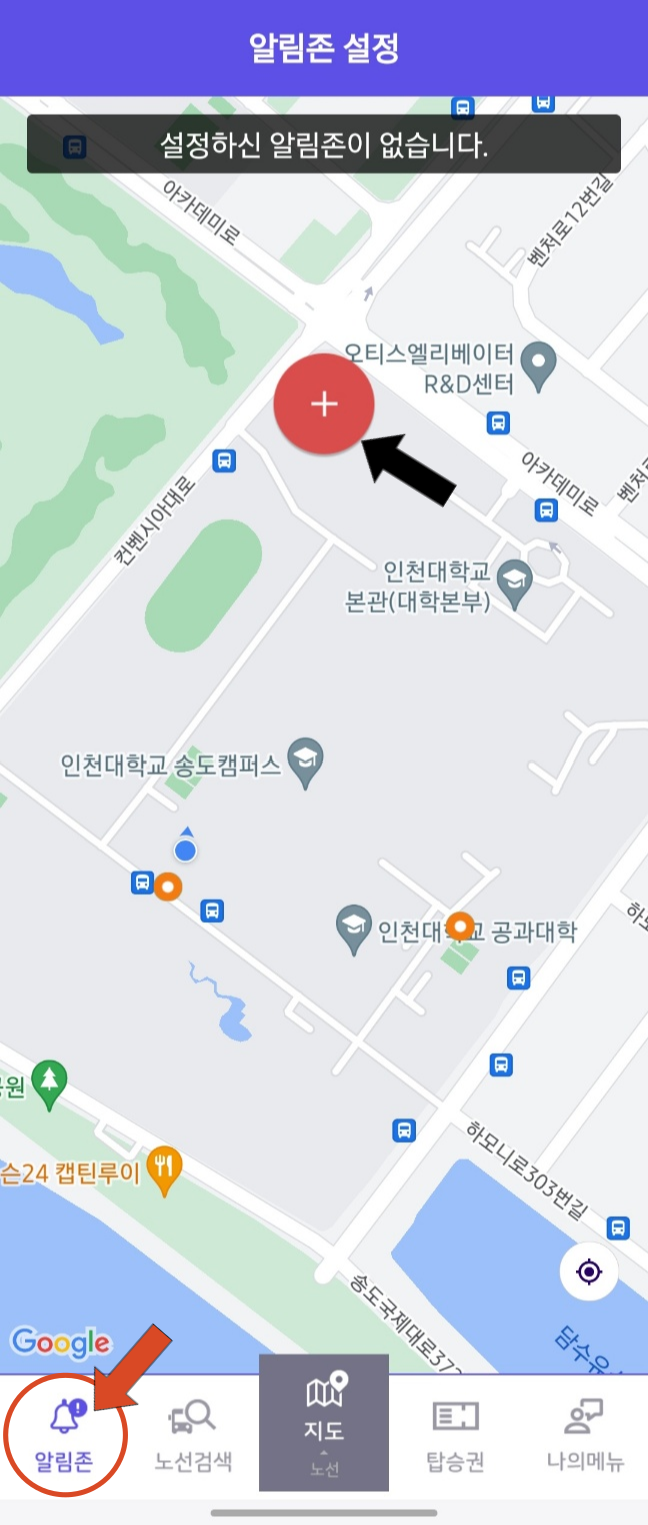 알림존 설정
설정하신 알림존이 없습니다.
아카데미로
벤처로12번길
오티스엘리베이터
R&D센터
아카데미로
컨벤시아대로
인천대학교
본관(대학본부)
인천대학교 송도캠퍼스
인천대학교 공과대학
하모니로303번길
슨24 캡틴루이
송도국제대로372
Google
알림존
노선검색
지도
노선
탑승권
나의메뉴